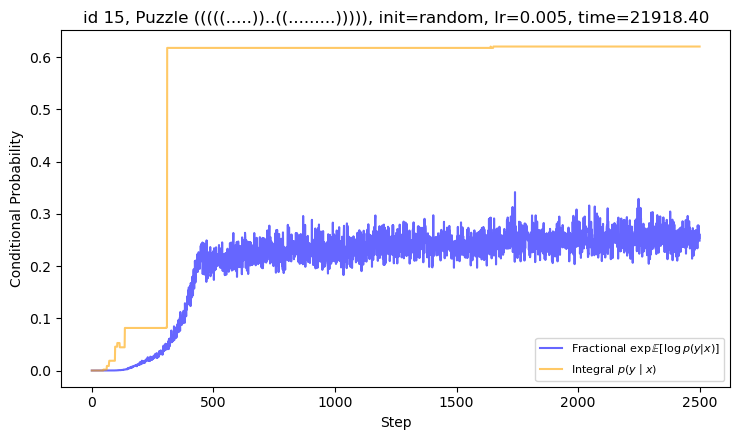 id 15, Puzzle (((((.....))..((.........))))), init=random, lr=0.005, time=21918.40
Conditional Probability
0.6
0.5
0.4
0.3
0.2
0.1
0.0
Fractional exp𝔼[log p(y|x)]
Integral p(y | x)
0 500 1000 1500 2000 2500
Step